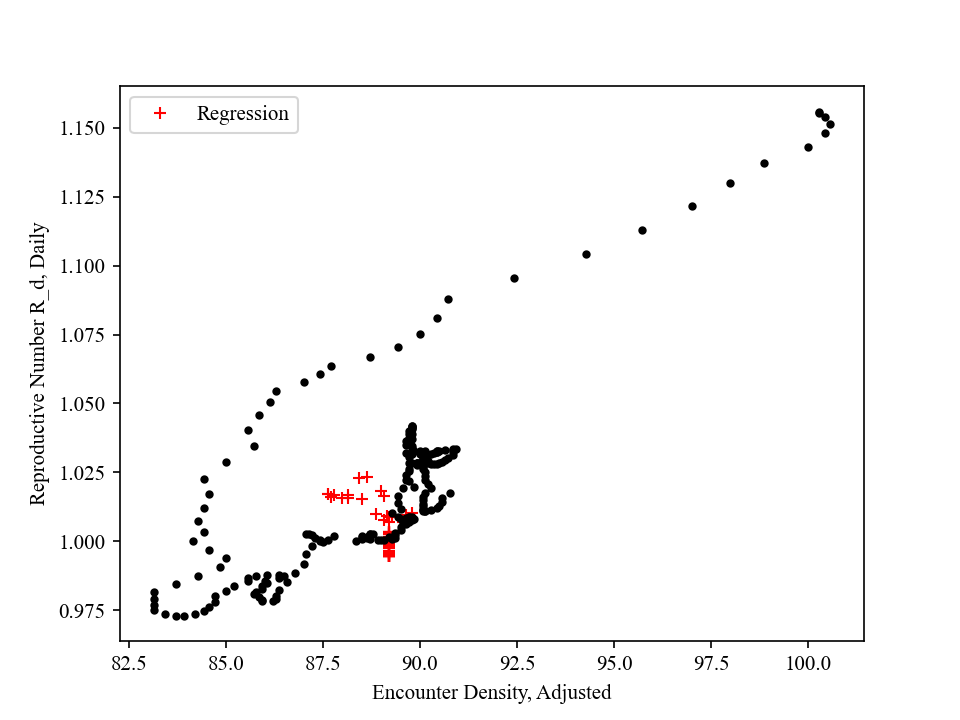 Regression
1.150
1.125
1.100
1.075
1.050
1.025
1.000
0.975
Reproductive Number R_d, Daily
82.5 85.0 87.5 90.0 92.5 95.0 97.5 100.0
Encounter Density, Adjusted